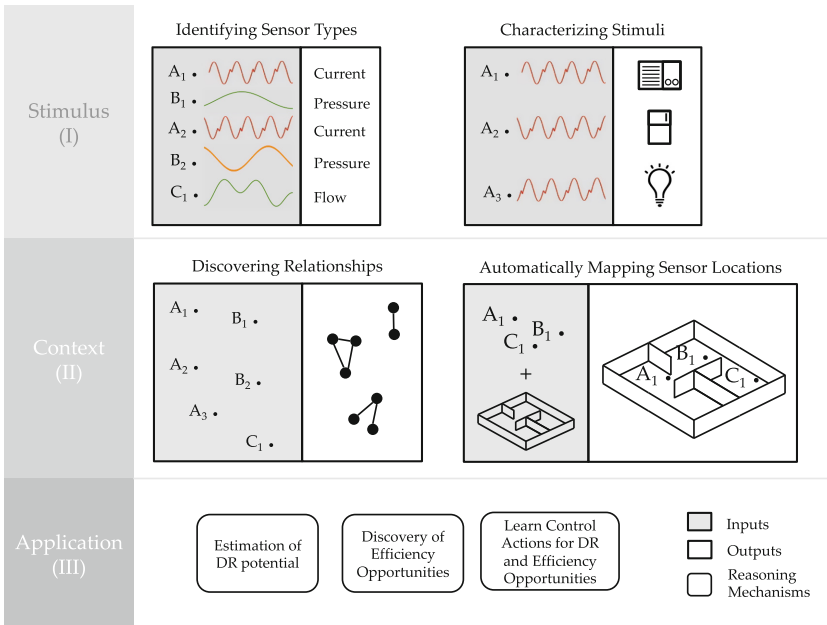 Stimulus
(I)
Identifying Sensor Types
A1
B1
A2
B2
C1
Current
Pressure
Current
Pressure
Flow
Characterizing Stimuli
A1
A2
A3
Context
(II)
Discovering Relationships
A1
B1
A2
B2
A3
C1
Automatically Mapping Sensor Locations
A1
B1
C1
+
B1
A1
C1
Application
(III)
Estimation of
DR potential
Discovery of
Efficiency
Opportunities
Learn Control
Actions for DR
and Efficiency
Opportunities
Inputs
Outputs
Reasoning
Mechanisms